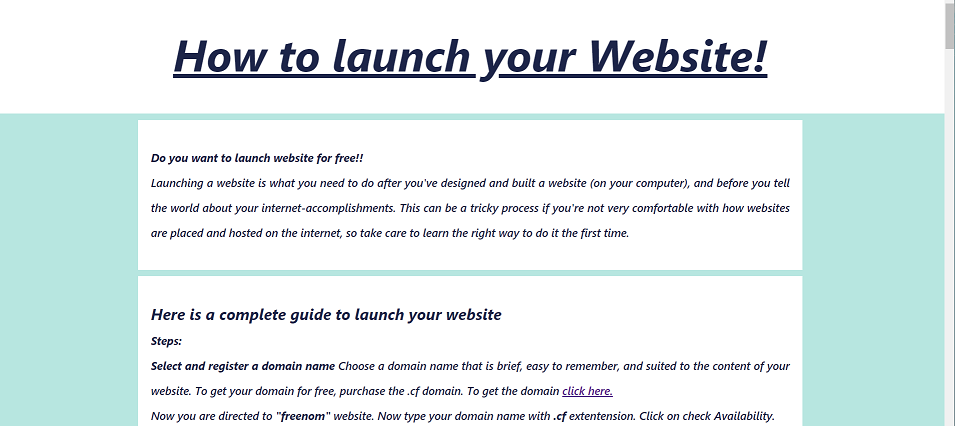 How to launch your Website!
Do you want to launch website for free!!
Launching a website is what you need to do after you've designed and built a website (on your computer), and before you tell
the world about your internet-accomplishments. This can be a tricky process if you're not very comfortable with how websites
are placed and hosted on the internet, so take care to learn the right way to do it the first time.
Here is a complete guide to launch your website
Steps:
Select and register a domain name Choose a domain name that is brief, easy to remember, and suited to the content of your
website. To get your domain for free, purchase the .cf domain. To get the domain click here.
Now you are directed to "freenom" website. Now type your domain name with .cf extentension. Click on check Availability.